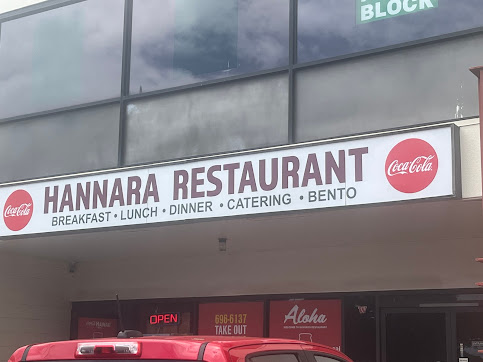 BLOCK
HANNARA RESTAURANT
BREAKFAST • LUNCH • DINNER • CATERING • BENTO
Coca-Cola
Coca-Cola
OPEN
696-6137
TAKE OUT
Aloha